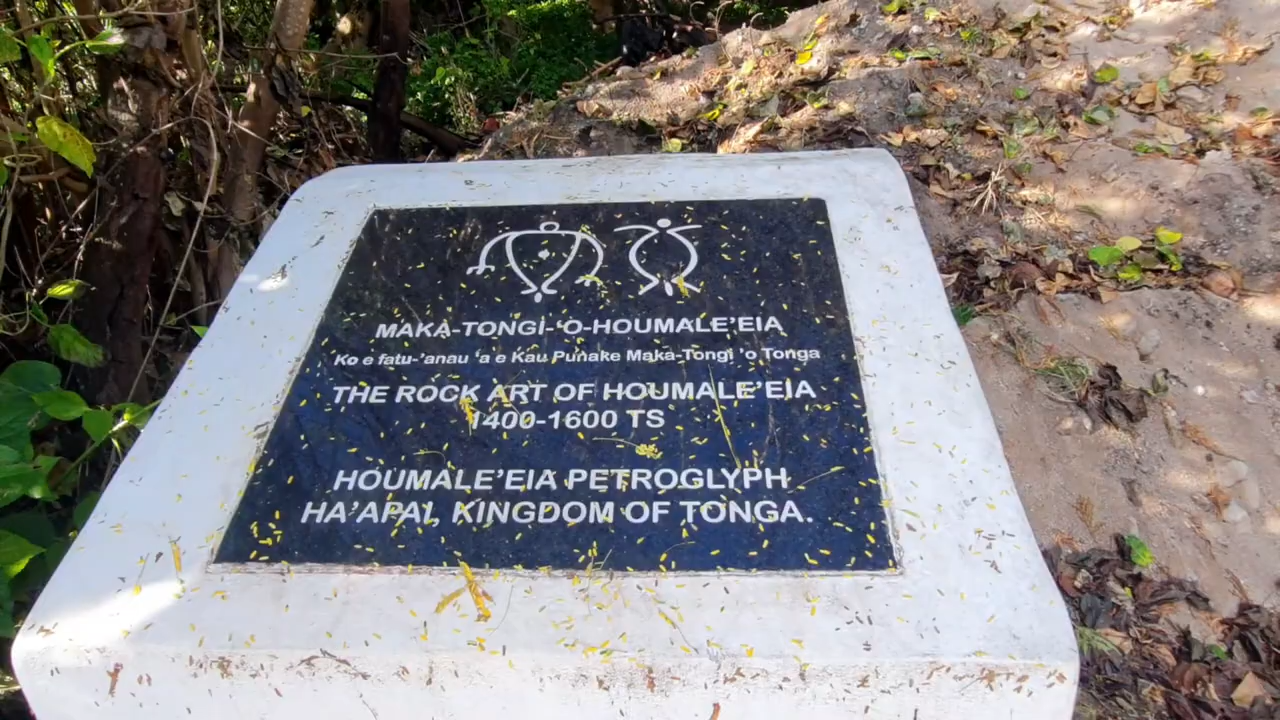 MAKA-TONGI-‘O-HOUMALE’EIA
Ko e fatu-’anau ‘a e Kau Punake Maka-Tongi ’o Tonga
THE ROCK ART OF HOUMALE’EIA
1400-1600 TS
HOUMALE’EIA PETROGLYPH
HA’APAI, KINGDOM OF TONGA.